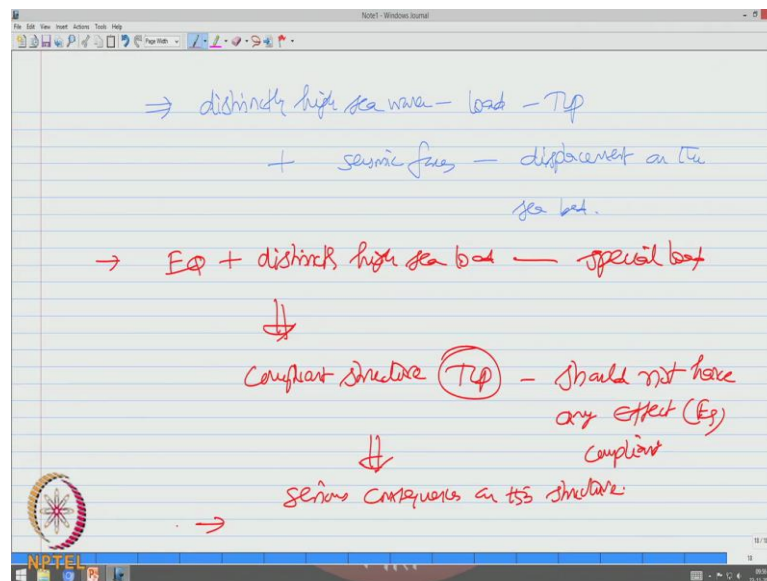 Note1 - Windows Journal
File Edit View Insert Actions Tools Help
Page Width
⇒ distinctly high sea wave - load - TLP
+ seismic forces - displacement on the
sea bed.
→ EQ + distinctly high sea load — special load
⇓
Compliant structure (TLP) - should not have
any effect (EQ)
compliant
⇓
serious consequences on this structure.
→
NPTEL